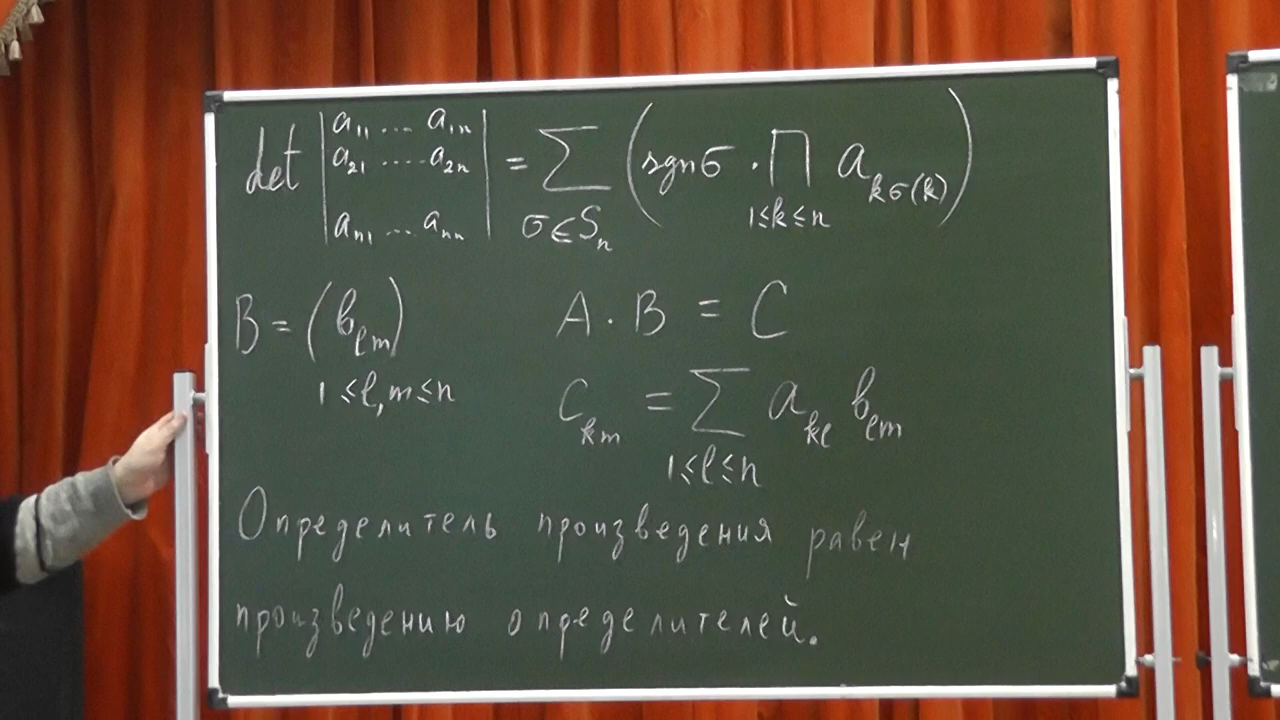 det | a₁₁ .... a₁ₙ | = ∑ ( sgn σ · ∏ a_{kσ(k)} )
a₂₁ ..... a₂ₙ
aₙ₁ .... aₙₙ
σ∈Sₙ 1≤k≤n
B = (b_{ℓm}) A · B = C
1 ≤ ℓ, m ≤ n
C_{km} = ∑ a_{kℓ} b_{ℓm}
1≤ℓ≤n
Определитель произведения равен
произведению определителей.